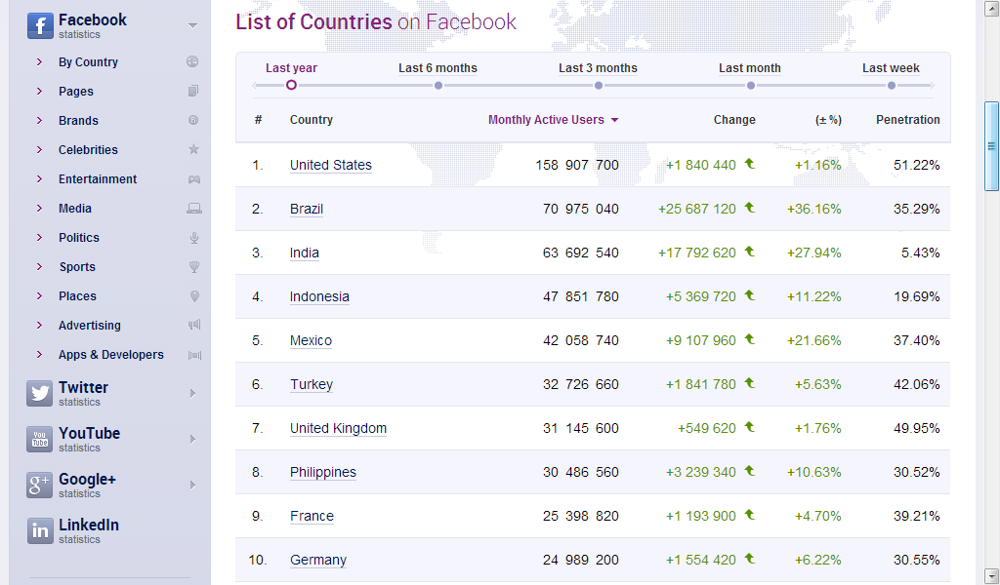 Facebook
statistics
By Country
Pages
Brands
Celebrities
Entertainment
Media
Politics
Sports
Places
Advertising
Apps & Developers
Twitter
statistics
You Tube
YouTube
statistics
Google+
statistics
LinkedIn
statistics
List of Countries on Facebook
Last year Last 6 months Last 3 months Last month Last week
# Country Monthly Active Users Change (± %) Penetration
1. United States 158 907 700 +1 840 440 +1.16% 51.22%
2. Brazil 70 975 040 +25 687 120 +36.16% 35.29%
3. India 63 692 540 +17 792 620 +27.94% 5.43%
4. Indonesia 47 851 780 +5 369 720 +11.22% 19.69%
5. Mexico 42 058 740 +9 107 960 +21.66% 37.40%
6. Turkey 32 726 660 +1 841 780 +5.63% 42.06%
7. United Kingdom 31 145 600 +549 620 +1.76% 49.95%
8. Philippines 30 486 560 +3 239 340 +10.63% 30.52%
9. France 25 398 820 +1 193 900 +4.70% 39.21%
10. Germany 24 989 200 +1 554 420 +6.22% 30.55%